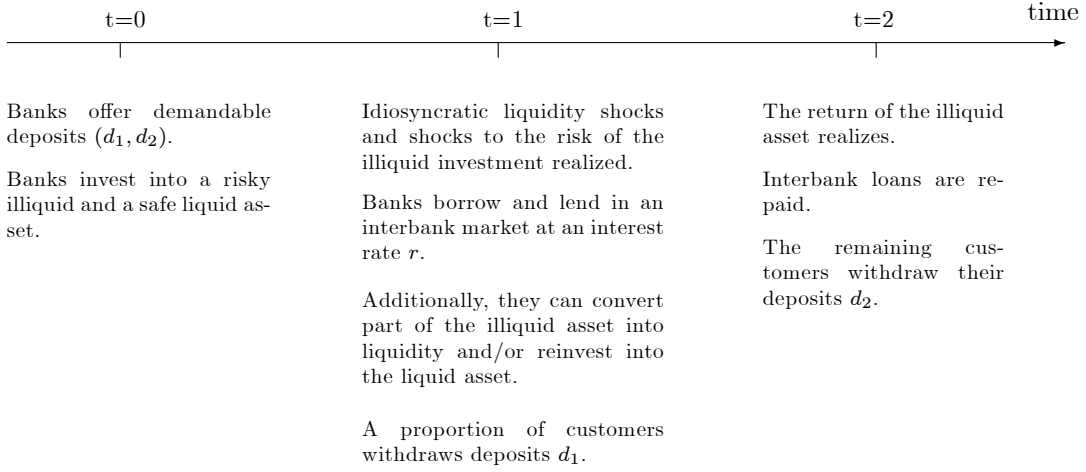 t=0
t=1
t=2
time
Banks offer demandable
deposits (d₁, d₂).
Banks invest into a risky
illiquid and a safe liquid as-
set.
Idiosyncratic liquidity shocks
and shocks to the risk of the
illiquid investment realized.
Banks borrow and lend in an
interbank market at an interest
rate r.
Additionally, they can convert
part of the illiquid asset into
liquidity and/or reinvest into
the liquid asset.
A proportion of customers
withdraws deposits d₁.
The return of the illiquid
asset realizes.
Interbank loans are re-
paid.
The remaining cus-
tomers withdraw their
deposits d₂.